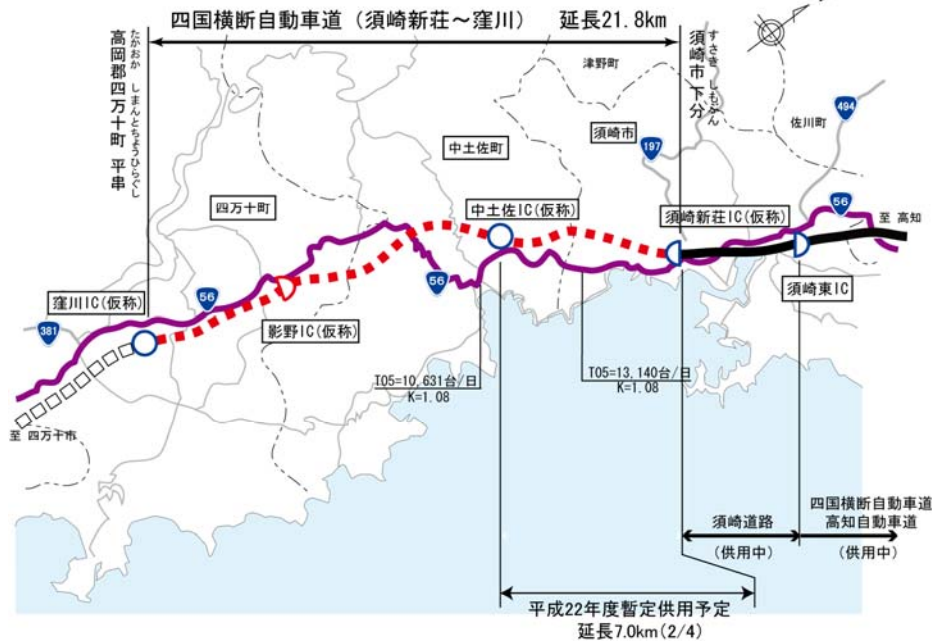 四国横断自動車道（須崎新荘～窪川）　延長21.8km
たかおか しまんとちょうひらぐし
高岡郡四万十町 平串
すさき しもぶん
須崎市 下分
津野町
494
佐川町
197
須崎市
中土佐町
四万十町
56
至 高知
中土佐IC(仮称)
須崎新荘IC(仮称)
須崎東IC
56
窪川IC(仮称)
56
影野IC(仮称)
381
T05=10,631台/日
K=1.08
T05=13,140台/日
K=1.08
至 四万十市
須崎道路
(供用中)
四国横断自動車道
高知自動車道
(供用中)
平成22年度暫定供用予定
延長7.0km(2/4)